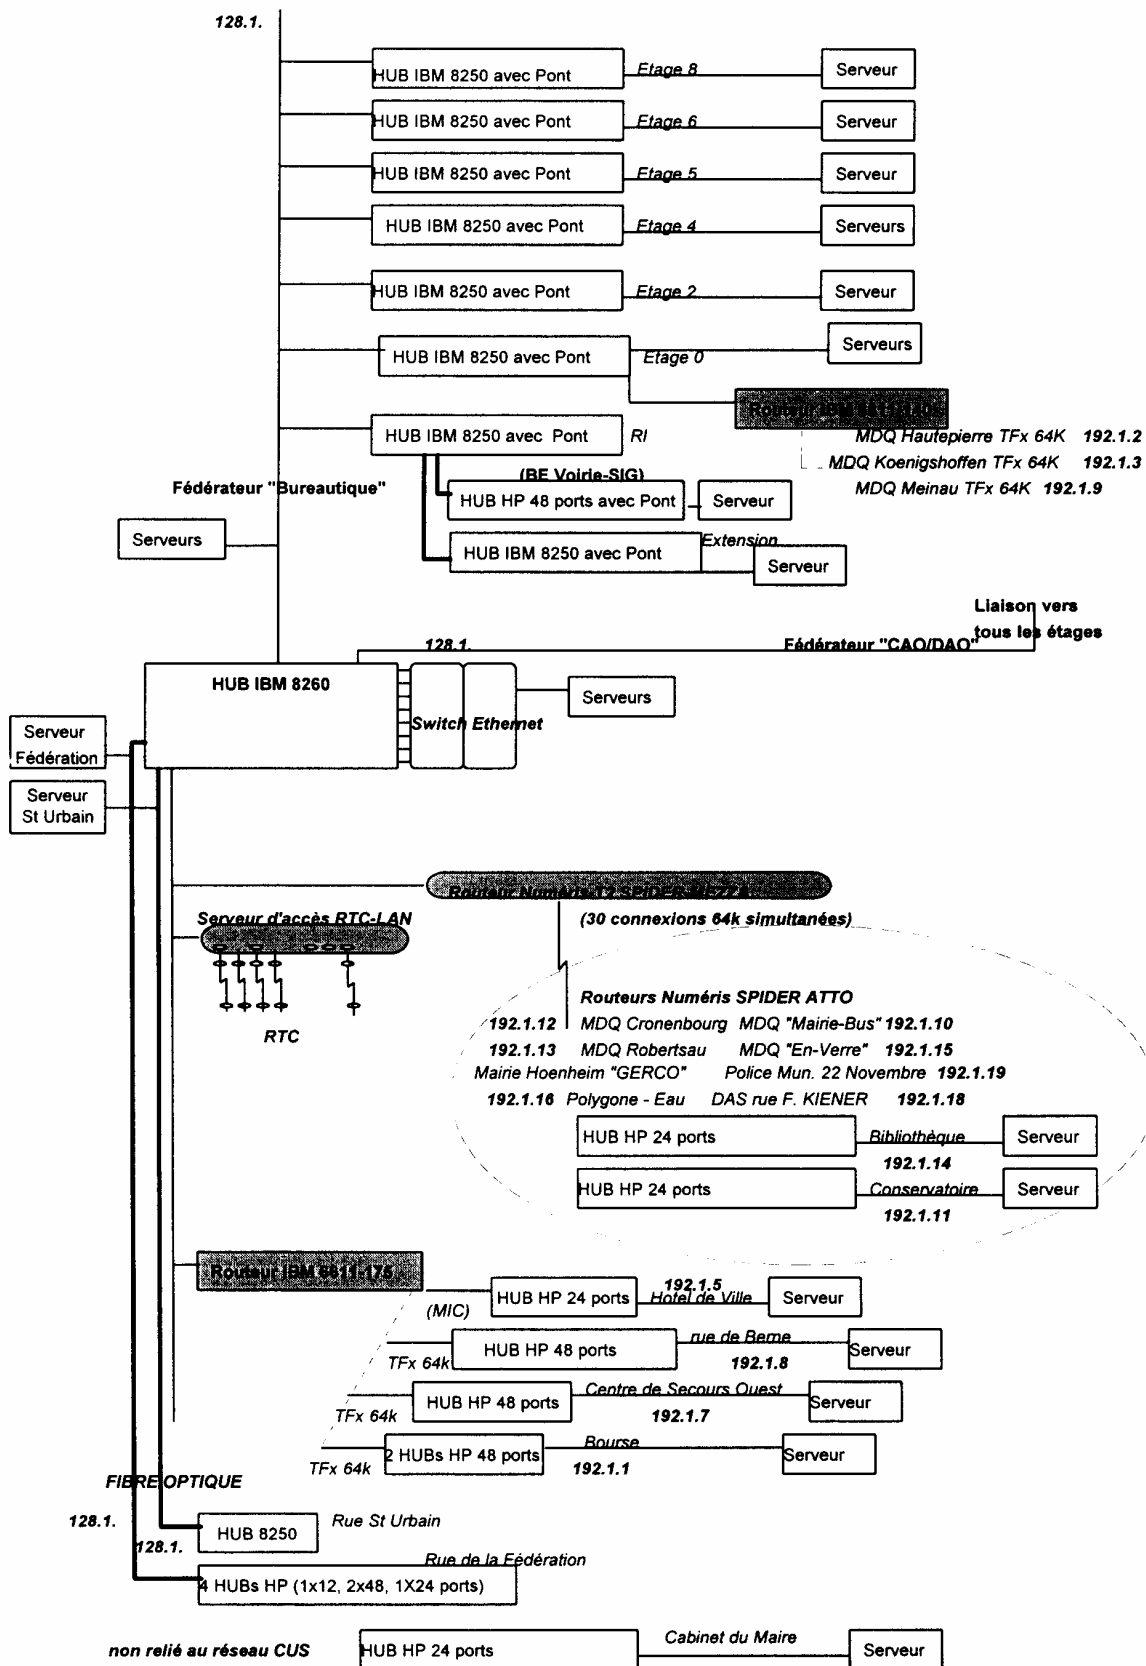 128.1.
HUB IBM 8250 avec Pont Etage 8 Serveur
HUB IBM 8250 avec Pont Etage 6 Serveur
HUB IBM 8250 avec Pont Etage 5 Serveur
HUB IBM 8250 avec Pont Etage 4 Serveurs
HUB IBM 8250 avec Pont Etage 2 Serveur
HUB IBM 8250 avec Pont Etage 0 Serveurs
Routeur IBM
MDQ Hautepierre TFx 64K 192.1.2
MDQ Koenigshoffen TFx 64K 192.1.3
MDQ Meinau TFx 64K 192.1.9
HUB IBM 8250 avec Pont RI
(BE Voirie-SIG)
Fédérateur "Bureautique"
HUB HP 48 ports avec Pont Serveur
Serveurs
Extension
HUB IBM 8250 avec Pont Serveur
Liaison vers
tous les étages
128.1. Fédérateur "CAO/DAO"
HUB IBM 8260
Switch Ethernet
Serveurs
Serveur
Fédération
Serveur
St Urbain
Routeur Numéris T2 SPIDER MEZZA
(30 connexions 64k simultanées)
Serveur d'accès RTC-LAN
RTC
Routeurs Numéris SPIDER ATTO
192.1.12 MDQ Cronenbourg MDQ "Mairie-Bus" 192.1.10
192.1.13 MDQ Robertsau MDQ "En-Verre" 192.1.15
Mairie Hoenheim "GERCO" Police Mun. 22 Novembre 192.1.19
192.1.16 Polygone - Eau DAS rue F. KIENER 192.1.18
HUB HP 24 ports Bibliothèque Serveur
192.1.14
HUB HP 24 ports Conservatoire Serveur
192.1.11
Routeur IBM 6611-175
(MIC) HUB HP 24 ports 192.1.5 Hotel de Ville Serveur
TFx 64k HUB HP 48 ports rue de Berne Serveur
192.1.8
TFx 64k HUB HP 48 ports Centre de Secours Ouest Serveur
192.1.7
TFx 64k 2 HUBs HP 48 ports Bourse Serveur
192.1.1
FIBRE OPTIQUE
128.1.
HUB 8250 Rue St Urbain
128.1.
Rue de la Fédération
4 HUBs HP (1x12, 2x48, 1X24 ports)
non relié au réseau CUS HUB HP 24 ports Cabinet du Maire Serveur